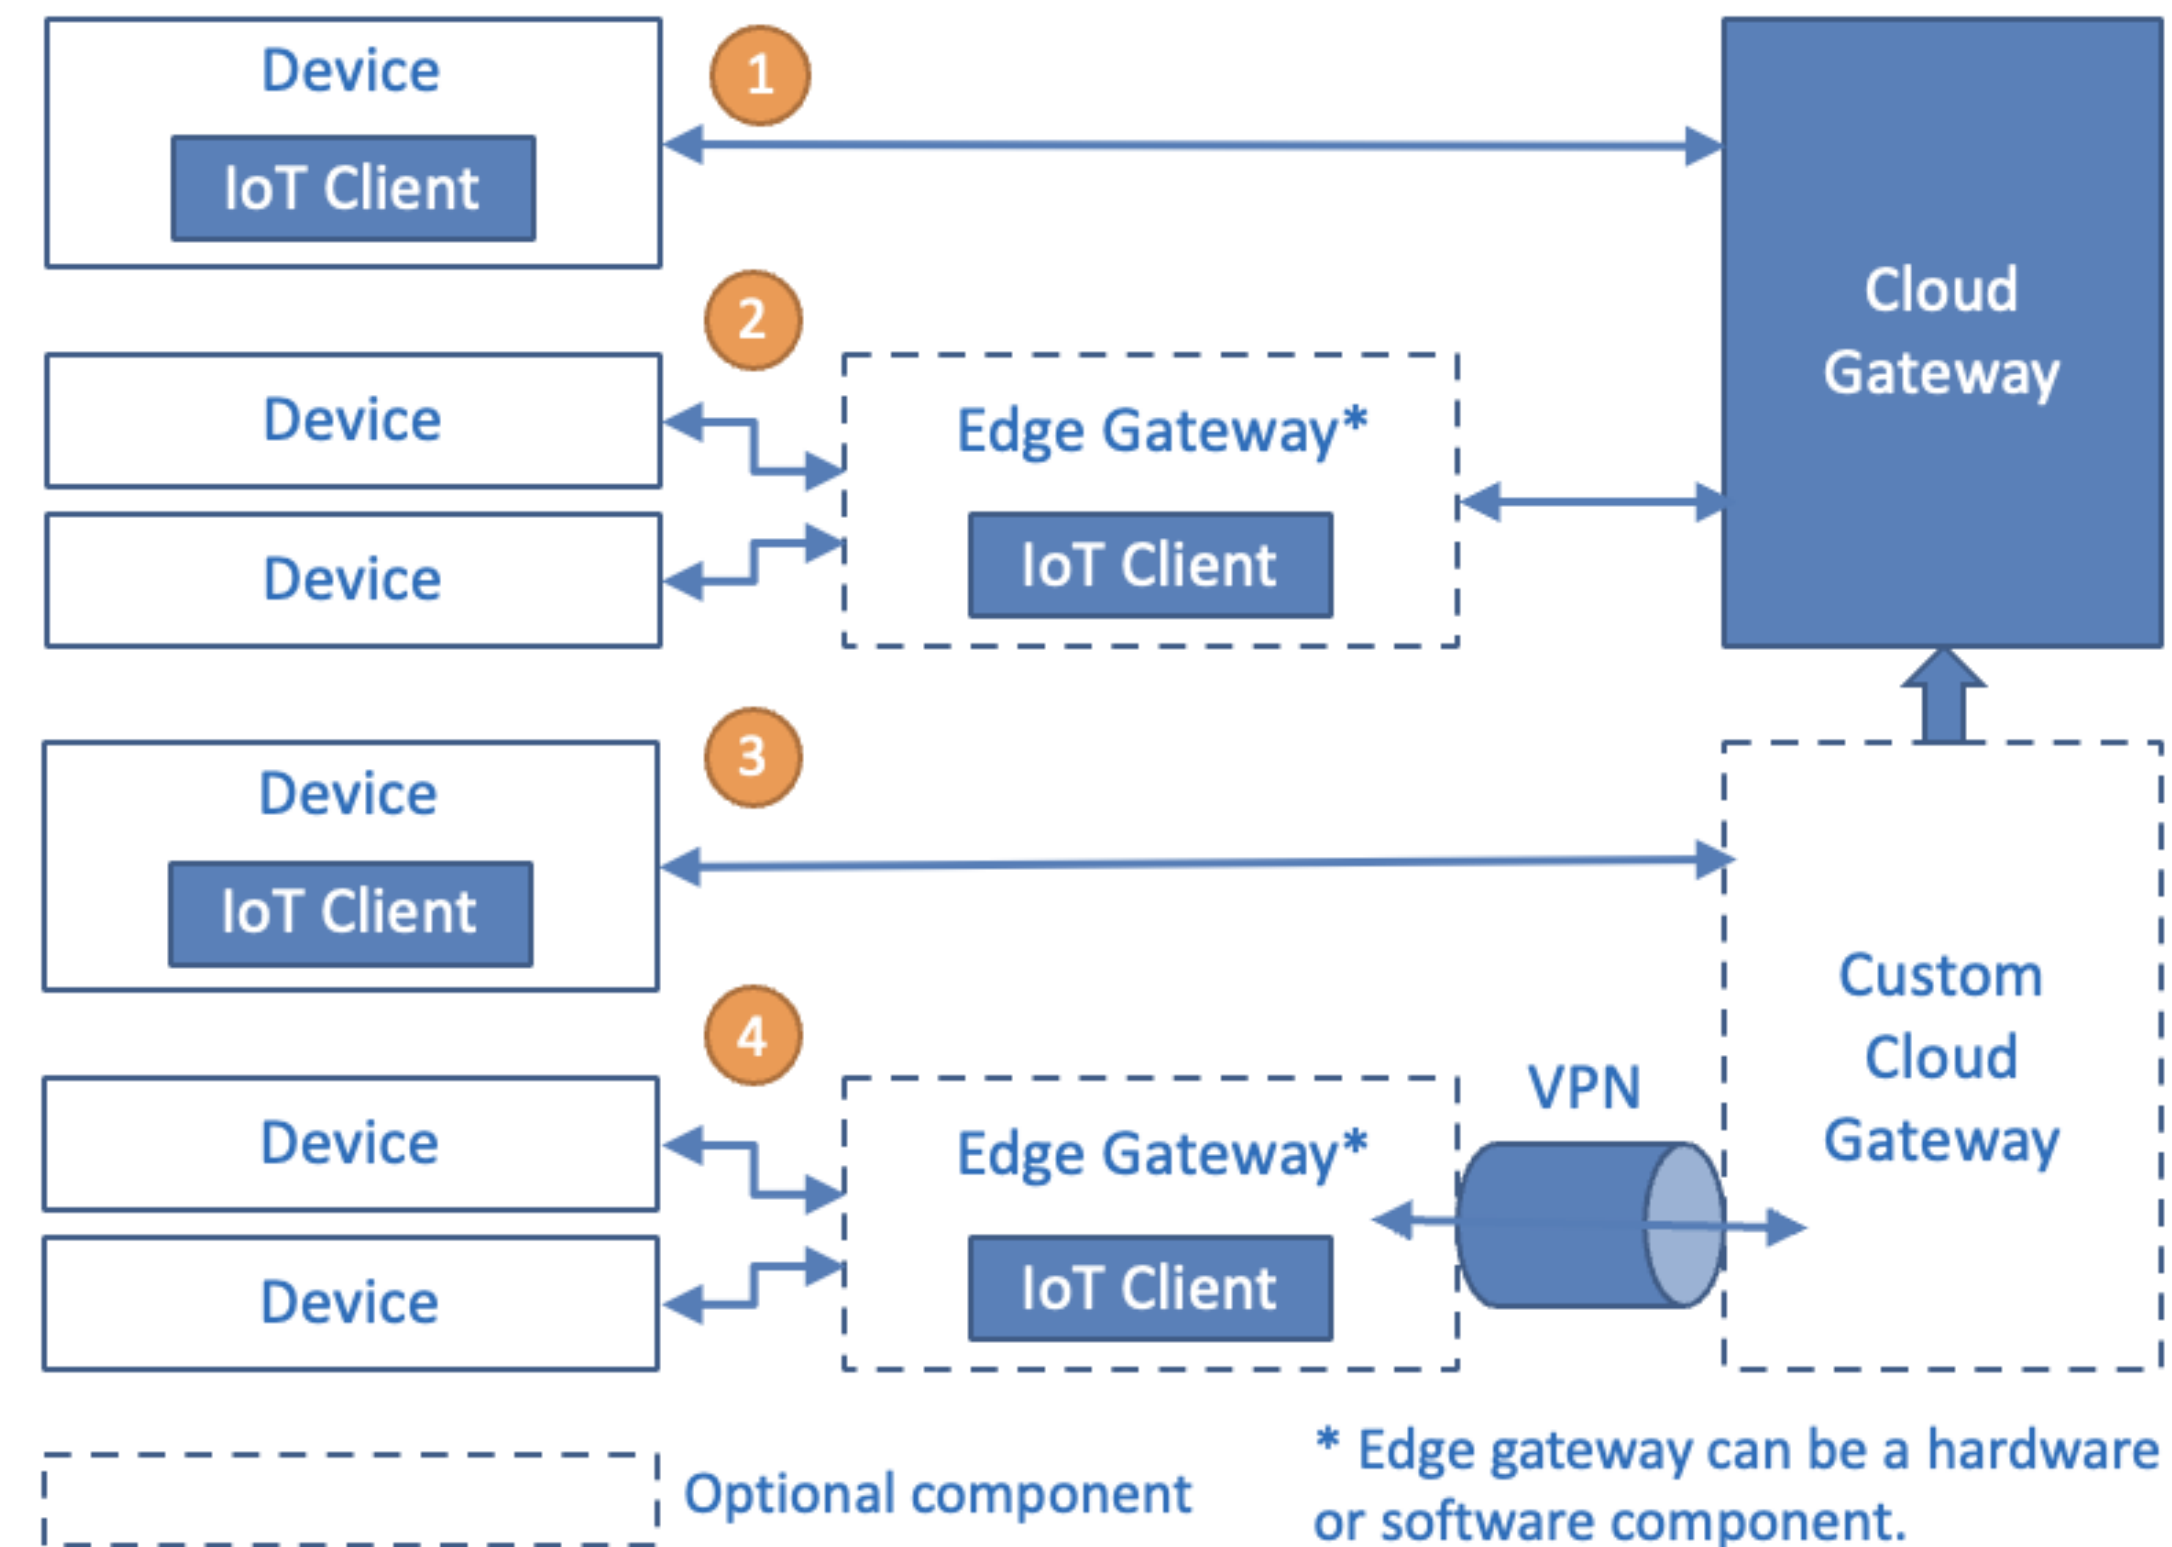 Device
1
IoT Client
Cloud
Gateway
2
Device
Edge Gateway*
Device
IoT Client
3
Device
IoT Client
Custom
Cloud
Gateway
4
VPN
Device
Edge Gateway*
Device
IoT Client
Optional component
* Edge gateway can be a hardware
or software component.